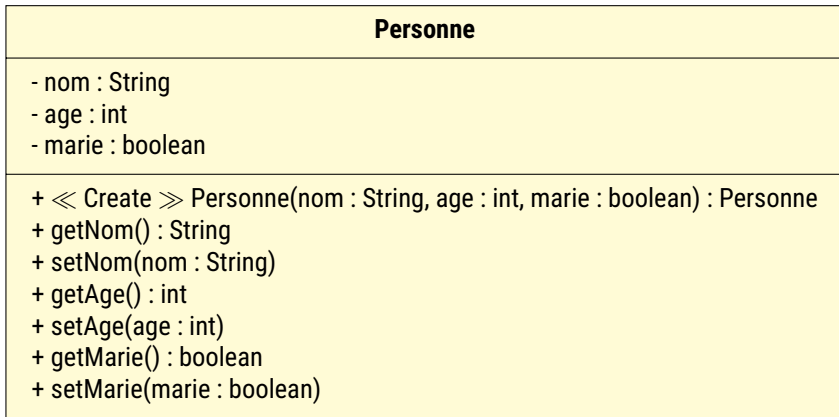 Personne
- nom : String
- age : int
- marie : boolean
+ ≪ Create ≫ Personne(nom : String, age : int, marie : boolean) : Personne
+ getNom() : String
+ setNom(nom : String)
+ getAge() : int
+ setAge(age : int)
+ getMarie() : boolean
+ setMarie(marie : boolean)